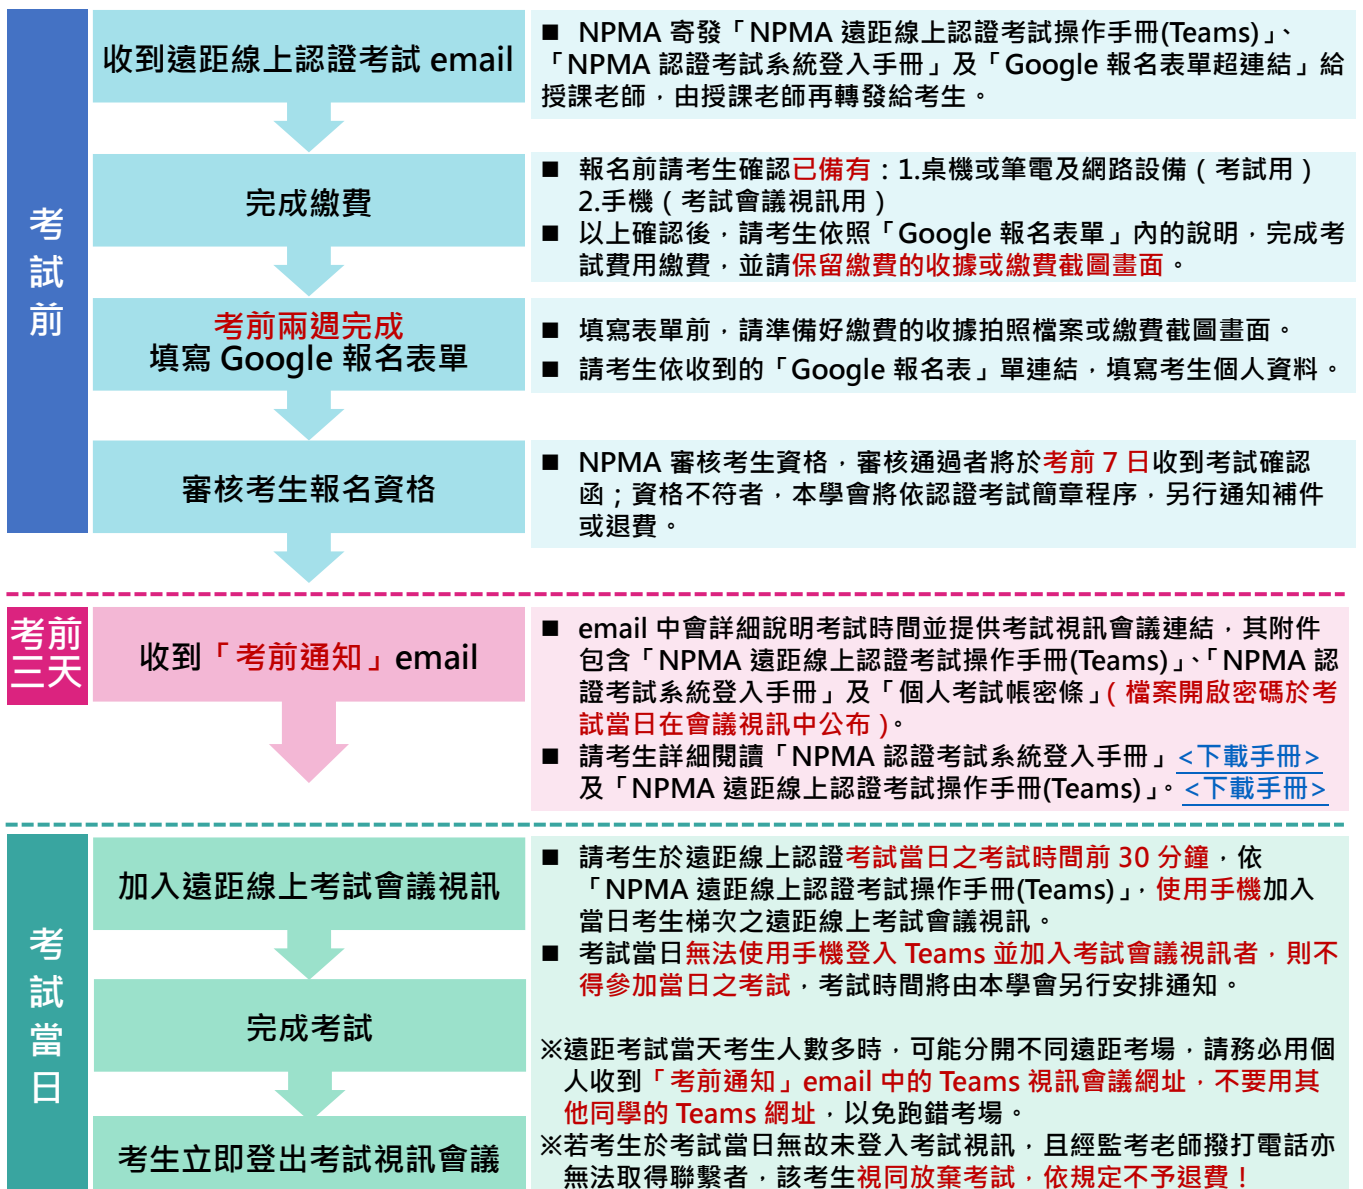 考試前
收到遠距線上認證考試 email
■ NPMA 寄發「NPMA 遠距線上認證考試操作手冊(Teams)」、
「NPMA 認證考試系統登入手冊」及「Google 報名表單超連結」給
授課老師，由授課老師再轉發給考生。
完成繳費
■ 報名前請考生確認已備有：1.桌機或筆電及網路設備（考試用）
2.手機（考試會議視訊用）
■ 以上確認後，請考生依照「Google 報名表單」內的說明，完成考
試費用繳費，並請保留繳費的收據或繳費截圖畫面。
考前兩週完成
填寫 Google 報名表單
■ 填寫表單前，請準備好繳費的收據拍照檔案或繳費截圖畫面。
■ 請考生依收到的「Google 報名表」單連結，填寫考生個人資料。
審核考生報名資格
■ NPMA 審核考生資格，審核通過者將於考前 7 日收到考試確認
函；資格不符者，本學會將依認證考試簡章程序，另行通知補件
或退費。
考前
三天
收到「考前通知」email
■ email 中會詳細說明考試時間並提供考試視訊會議連結，其附件
包含「NPMA 遠距線上認證考試操作手冊(Teams)」、「NPMA 認
證考試系統登入手冊」及「個人考試帳密條」（檔案開啟密碼於考
試當日在會議視訊中公布）。
■ 請考生詳細閱讀「NPMA 認證考試系統登入手冊」<下載手冊>
及「NPMA 遠距線上認證考試操作手冊(Teams)」。<下載手冊>
考試當日
加入遠距線上考試會議視訊
■ 請考生於遠距線上認證考試當日之考試時間前 30 分鐘，依
「NPMA 遠距線上認證考試操作手冊(Teams)」，使用手機加入
當日考生梯次之遠距線上考試會議視訊。
■ 考試當日無法使用手機登入 Teams 並加入考試會議視訊者，則不
得參加當日之考試，考試時間將由本學會另行安排通知。
完成考試
※遠距考試當天考生人數多時，可能分開不同遠距考場，請務必用個
人收到「考前通知」email 中的 Teams 視訊會議網址，不要用其
他同學的 Teams 網址，以免跑錯考場。
考生立即登出考試視訊會議
※若考生於考試當日無故未登入考試視訊，且經監考老師撥打電話亦
無法取得聯繫者，該考生視同放棄考試，依規定不予退費！